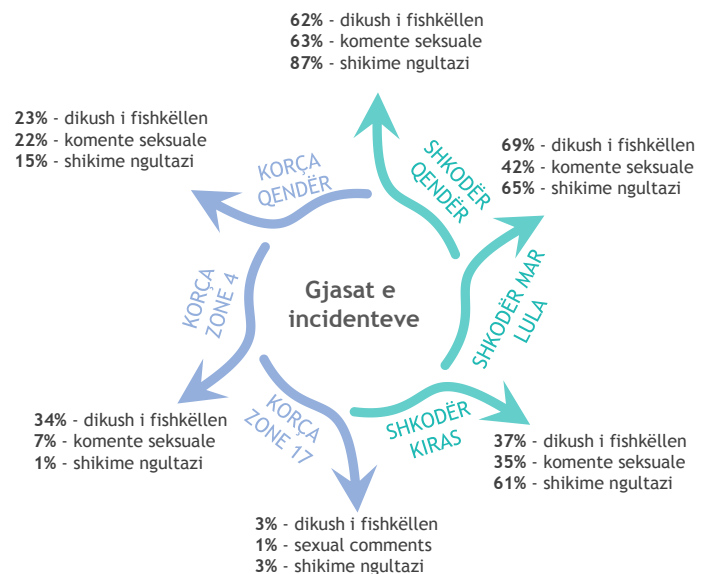 62% - dikush i fishkëllen
63% - komente seksuale
87% - shikime ngultazi
23% - dikush i fishkëllen
22% - komente seksuale
15% - shikime ngultazi
69% - dikush i fishkëllen
42% - komente seksuale
65% - shikime ngultazi
KORÇA
QENDËR
SHKODËR
QENDËR
KORÇA
ZONE 4
Gjasat e
incidenteve
SHKODËR MAR
LULA
KORÇA
ZONE 17
SHKODËR
KIRAS
34% - dikush i fishkëllen
7% - komente seksuale
1% - shikime ngultazi
37% - dikush i fishkëllen
35% - komente seksuale
61% - shikime ngultazi
3% - dikush i fishkëllen
1% - sexual comments
3% - shikime ngultazi